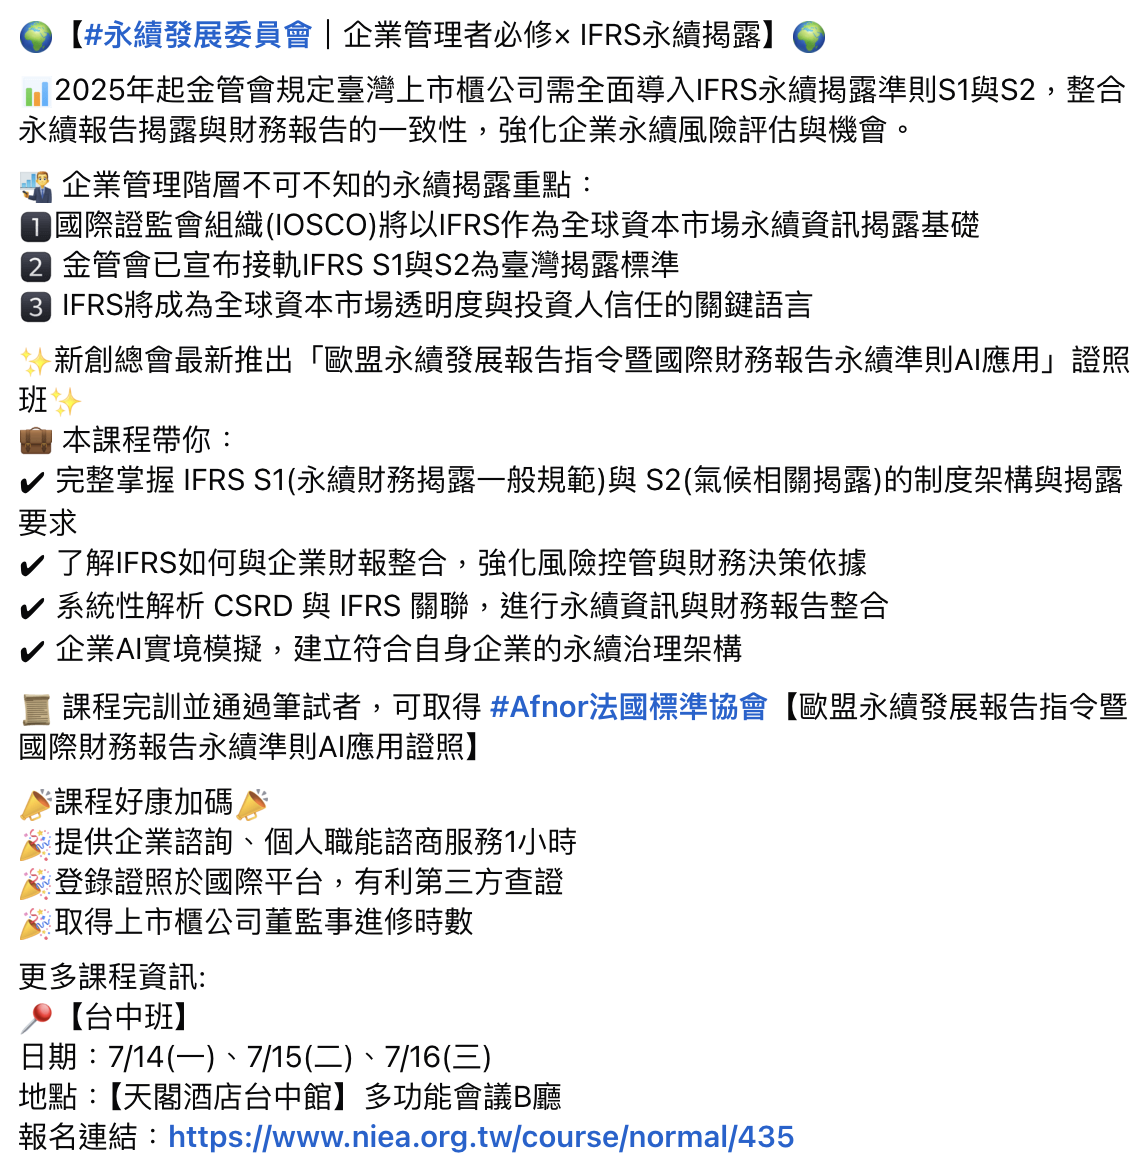 🌍【#永續發展委員會｜企業管理者必修× IFRS永續揭露】🌍
📊2025年起金管會規定臺灣上市櫃公司需全面導入IFRS永續揭露準則S1與S2，整合
永續報告揭露與財務報告的一致性，強化企業永續風險評估與機會。
👨‍💼 企業管理階層不可不知的永續揭露重點：
1️⃣國際證監會組織(IOSCO)將以IFRS作為全球資本市場永續資訊揭露基礎
2️⃣ 金管會已宣布接軌IFRS S1與S2為臺灣揭露標準
3️⃣ IFRS將成為全球資本市場透明度與投資人信任的關鍵語言
✨新創總會最新推出「歐盟永續發展報告指令暨國際財務報告永續準則AI應用」證照
班✨
💼 本課程帶你：
✔ 完整掌握 IFRS S1(永續財務揭露一般規範)與 S2(氣候相關揭露)的制度架構與揭露
要求
✔ 了解IFRS如何與企業財報整合，強化風險控管與財務決策依據
✔ 系統性解析 CSRD 與 IFRS 關聯，進行永續資訊與財務報告整合
✔ 企業AI實境模擬，建立符合自身企業的永續治理架構
📜 課程完訓並通過筆試者，可取得 #Afnor法國標準協會【歐盟永續發展報告指令暨
國際財務報告永續準則AI應用證照】
📣課程好康加碼📣
🎉提供企業諮詢、個人職能諮商服務1小時
🎉登錄證照於國際平台，有利第三方查證
🎉取得上市櫃公司董監事進修時數
更多課程資訊:
📍【台中班】
日期：7/14(一)、7/15(二)、7/16(三)
地點：【天閣酒店台中館】多功能會議B廳
報名連結：https://www.niea.org.tw/course/normal/435